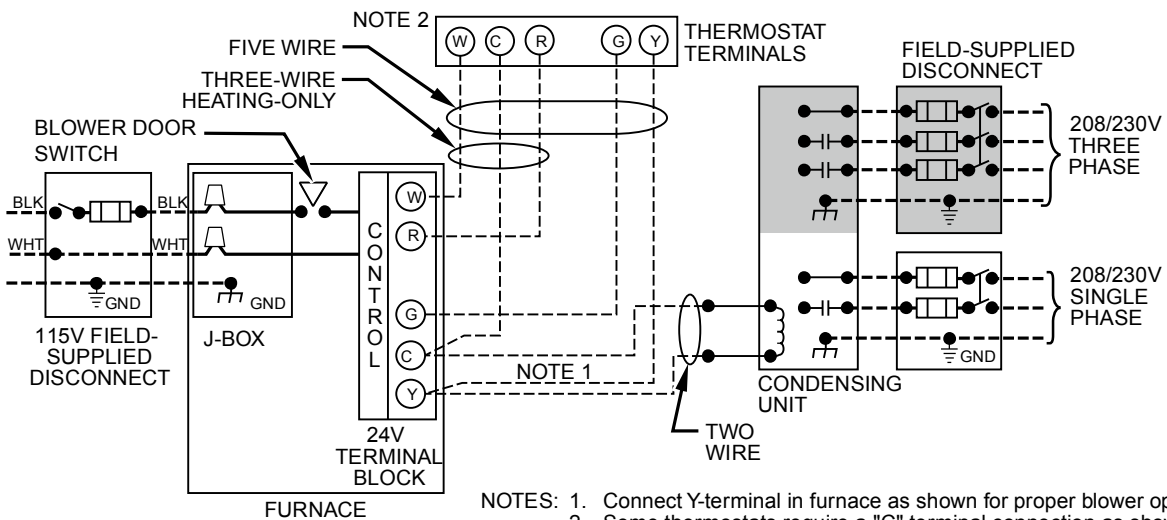 NOTE 2
W C R G Y
THERMOSTAT
TERMINALS
FIVE WIRE
THREE-WIRE
HEATING-ONLY
BLOWER DOOR
SWITCH
FIELD-SUPPLIED
DISCONNECT
208/230V
THREE
PHASE
BLK
BLK
WHT
WHT
GND
GND
115V FIELD-
SUPPLIED
DISCONNECT
J-BOX
CONTROL
W
R
G
C
Y
NOTE 1
24V
TERMINAL
BLOCK
FURNACE
TWO
WIRE
CONDENSING
UNIT
208/230V
SINGLE
PHASE
GND
NOTES: 1. Connect Y-terminal in furnace as shown for proper blower
2. Some thermostats require a "C" terminal connection as